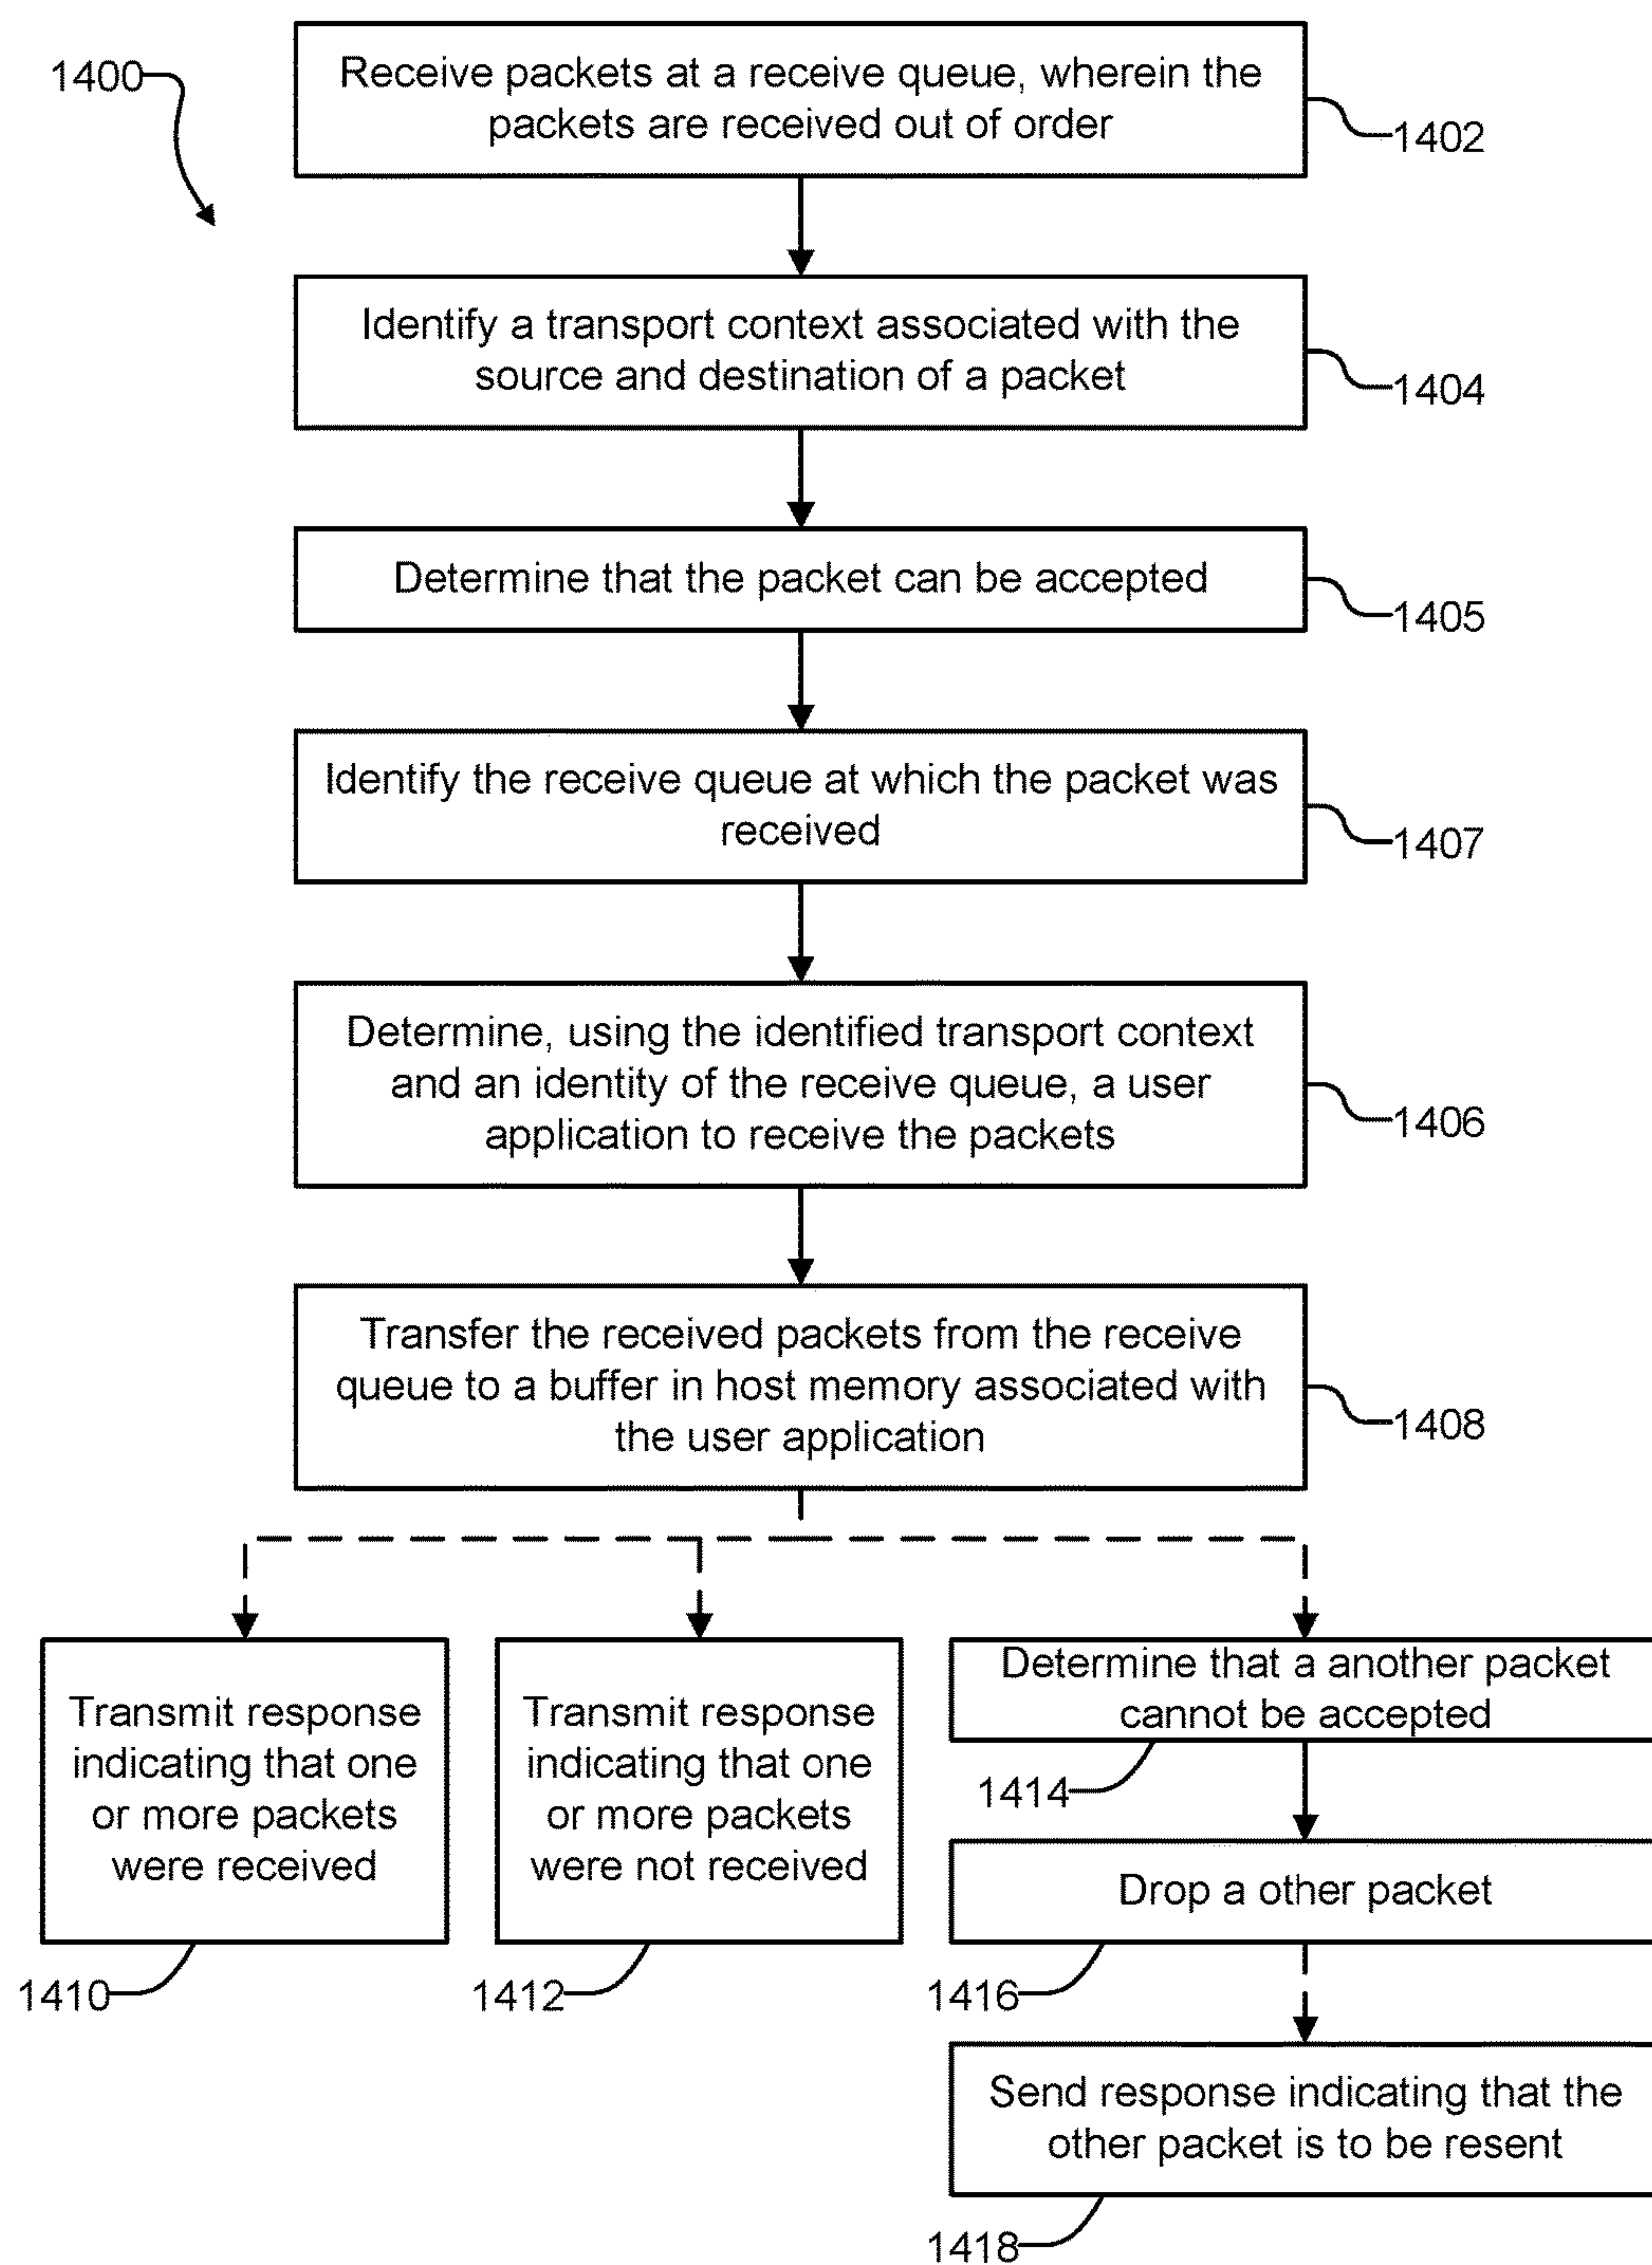 1400
Receive packets at a receive queue, wherein the
packets are received out of order
1402
Identify a transport context associated with the
source and destination of a packet
1404
Determine that the packet can be accepted
1405
Identify the receive queue at which the packet was
received
1407
Determine, using the identified transport context
and an identity of the receive queue, a user
application to receive the packets
1406
Transfer the received packets from the receive
queue to a buffer in host memory associated with
the user application
1408
Transmit response
indicating that one
or more packets
were received
1410
Transmit response
indicating that one
or more packets
were not received
1412
Determine that a another packet
cannot be accepted
1414
Drop a other packet
1416
Send response indicating that the
other packet is to be resent
1418